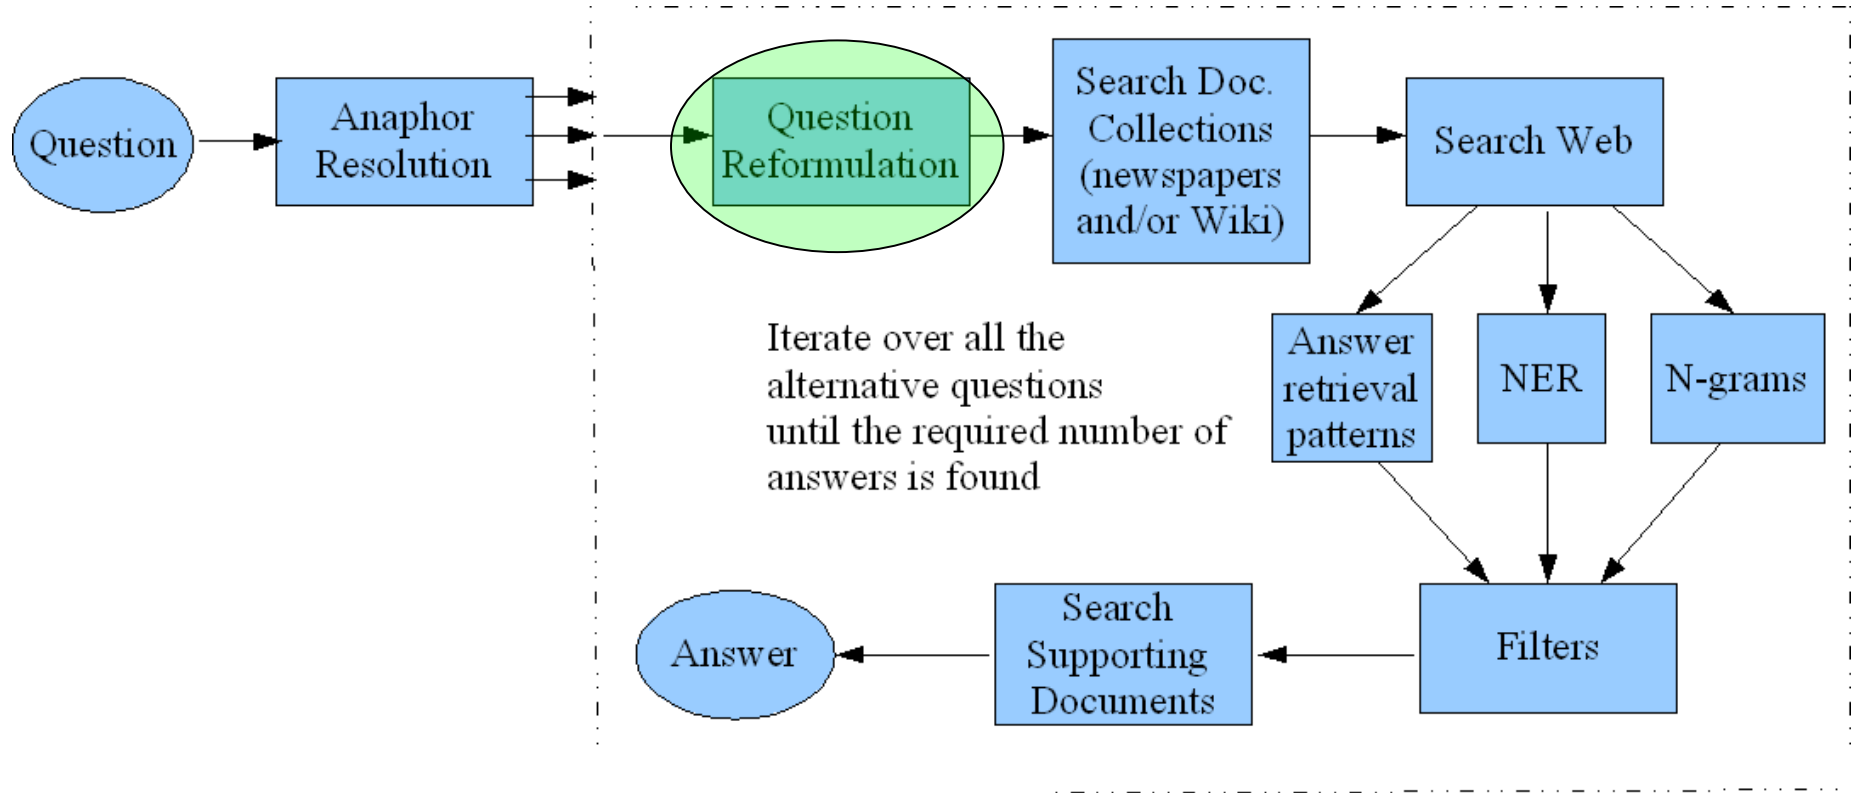 Question
Anaphor
Resolution
Question
Reformulation
Search Doc.
Collections
(newspapers
and/or Wiki)
Search Web
Answer
retrieval
patterns
NER
N-grams
Iterate over all the
alternative questions
until the required number of
answers is found
Filters
Search
Supporting
Documents
Answer